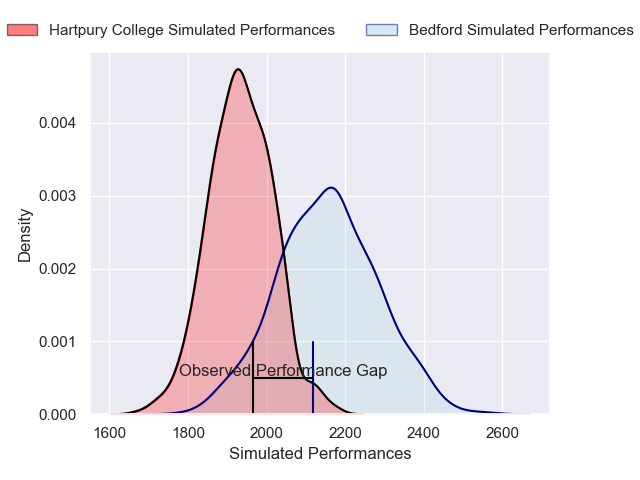 Hartpury College Simulated Performances
Bedford Simulated Performances
0.004
0.003
0.002
0.001
0.000
Density
Observed Performance Gap
1600 1800 2000 2200 2400 2600
Simulated Performances